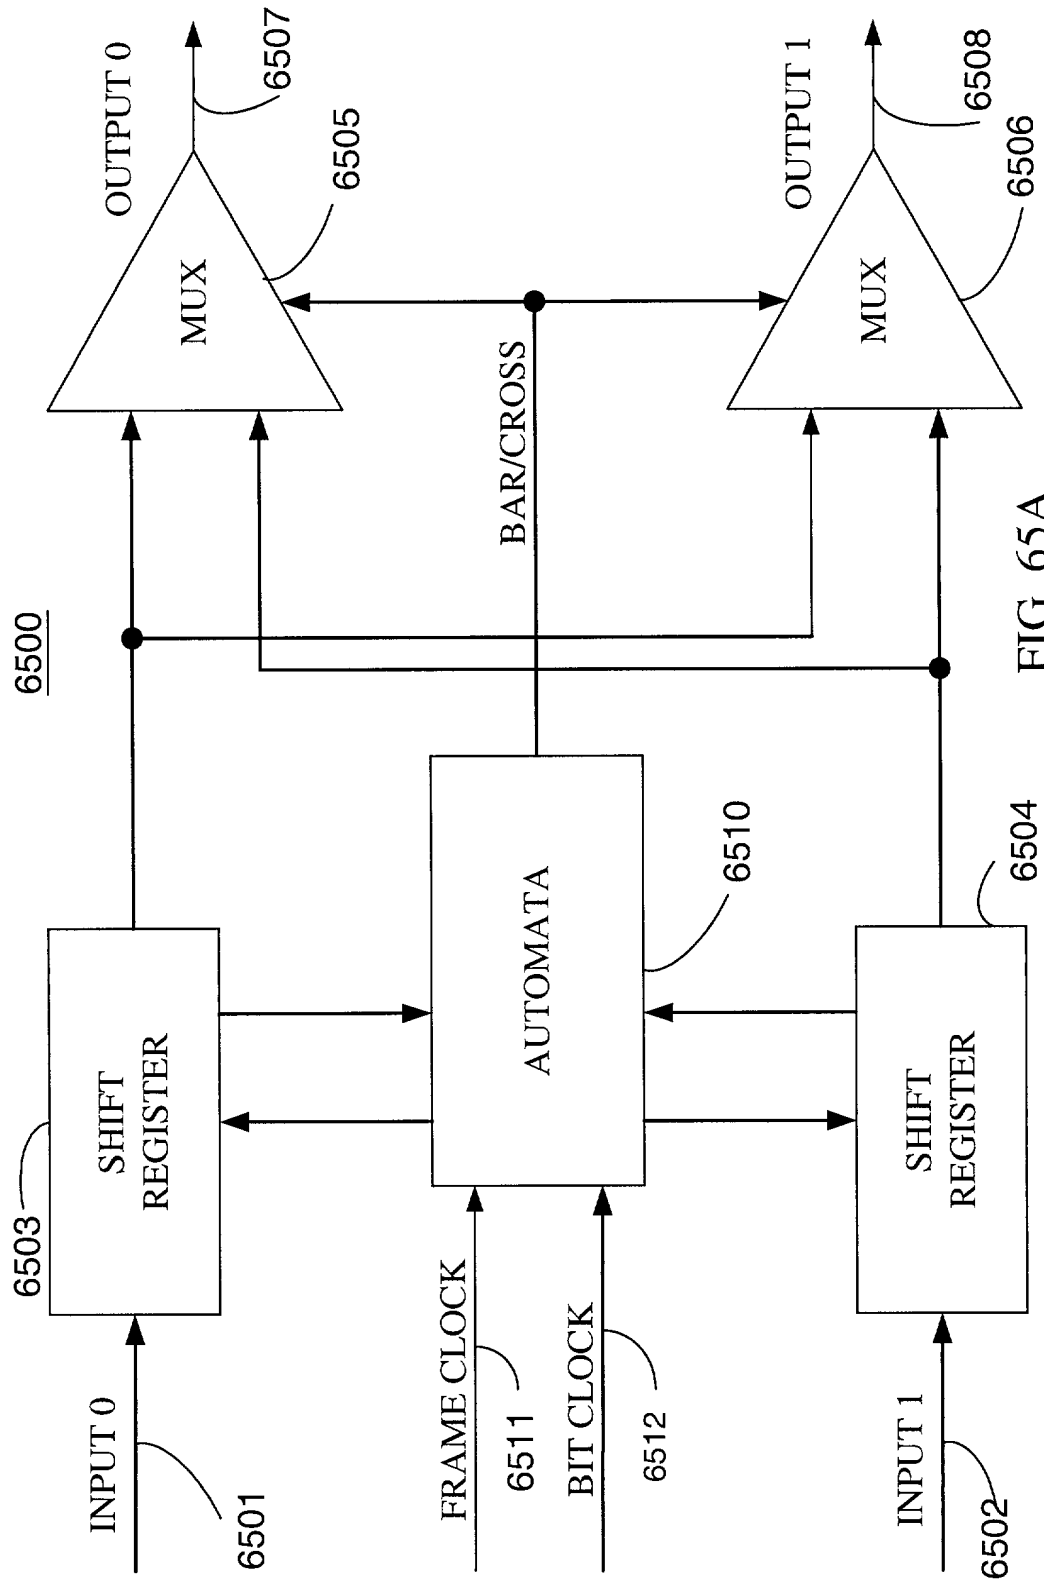 6500
INPUT 0
6501
6503
SHIFT
REGISTER
OUTPUT 0
6507
MUX
6505
FRAME CLOCK
6511
BIT CLOCK
6512
AUTOMATA
6510
BAR/CROSS
INPUT 1
6502
SHIFT
REGISTER
6504
OUTPUT 1
6508
MUX
6506
FIG. 65A